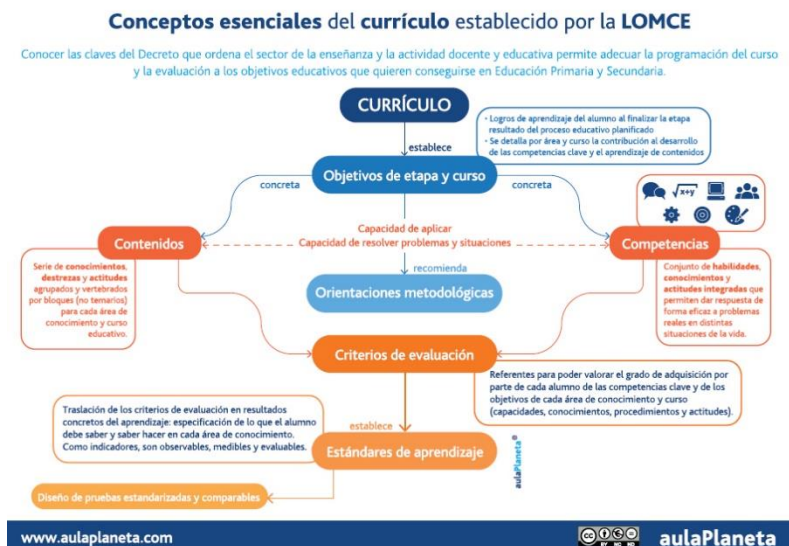 Conceptos esenciales del currículo establecido por la LOMCE
Conocer las claves del Decreto que ordena el sector de la enseñanza y la actividad docente y educativa permite adecuar la programación del curso
y la evaluación a los objetivos educativos que quieren conseguirse en Educación Primaria y Secundaria.
CURRÍCULO
establece
• Logros de aprendizaje del alumno al finalizar la etapa
resultado del proceso educativo planificado
• Se detalla por área y curso la contribución al desarrollo
de las competencias clave y el aprendizaje de contenidos
Objetivos de etapa y curso
concreta
concreta
√x+y
Capacidad de aplicar
Capacidad de resolver problemas y situaciones
Contenidos
Competencias
Serie de conocimientos,
destrezas y actitudes
agrupados y vertebrados
por bloques (no temarios)
para cada área de
conocimiento y curso
educativo.
recomienda
Orientaciones metodológicas
Conjunto de habilidades,
conocimientos y
actitudes integradas que
permiten dar respuesta de
forma eficaz a problemas
reales en distintas
situaciones de la vida.
Criterios de evaluación
Referentes para poder valorar el grado de adquisición por
parte de cada alumno de las competencias clave y de los
objetivos de cada área de conocimiento y curso
(capacidades, conocimientos, procedimientos y actitudes).
Traslación de los criterios de evaluación en resultados
concretos del aprendizaje: especificación de lo que el alumno
debe saber y saber hacer en cada área de conocimiento.
Como indicadores, son observables, medibles y evaluables.
establece
Estándares de aprendizaje
aulaPlaneta®
Diseño de pruebas estandarizadas y comparables
www.aulaplaneta.com
BY NC ND
aulaPlaneta